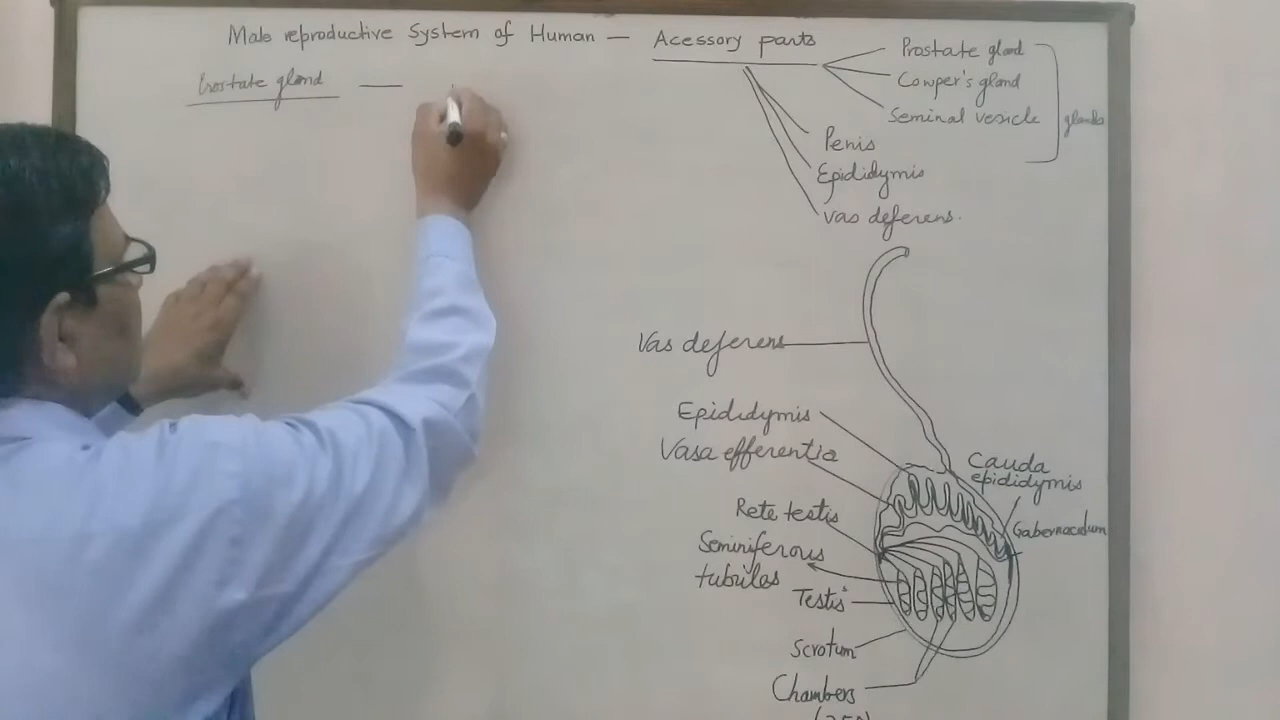 Male reproductive System of Human — Acessory parts
Prostate gland
Cowper's gland
Seminal vesicle
glands
Penis
Epididymis
Vas deferens.
Prostate gland —
Vas deferens
Epididymis
Vasa efferentia
Cauda
epididymis
Rete testis
Gabernaculum
Seminiferous
tubules
Testis
Scrotum
Chambers